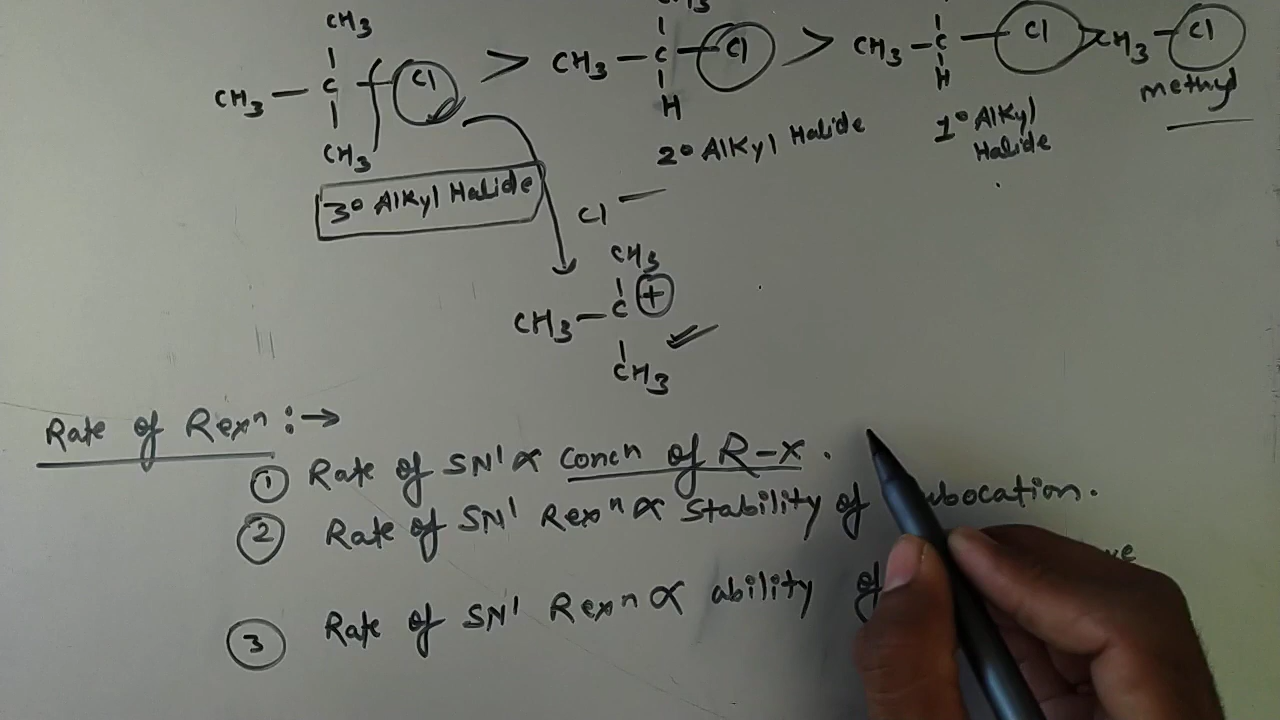 CH3 CH3
CH3 – C – Cl > CH3 – C – Cl > CH3 – C – Cl > CH3 – Cl
CH3 H H methyl
3° Alkyl Halide 2° Alkyl Halide 1° Alkyl Halide
Cl –
CH3
CH3 – C +
CH3
Rate of Rexⁿ :→
① Rate of SN¹ ∝ Concⁿ of R–X.
② Rate of SN¹ Rexⁿ ∝ Stability of
③ Rate of SN¹ Rexⁿ ∝ ability of